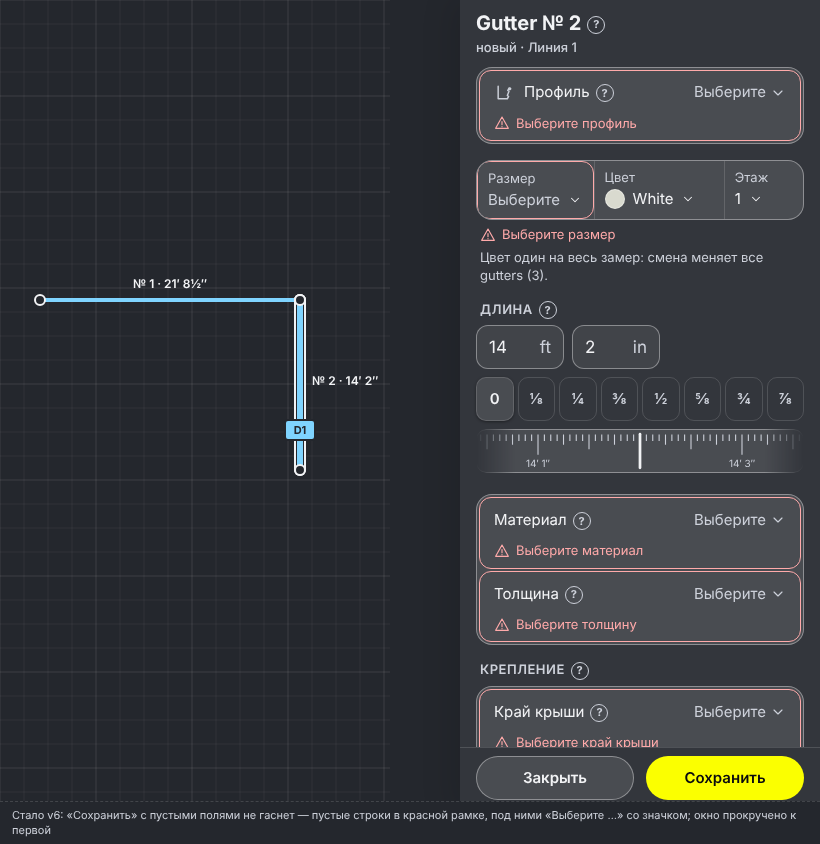 Gutter № 2 ?
новый · Линия 1
Профиль ? Выберите
Выберите профиль
Размер Цвет Этаж
Выберите White 1
Выберите размер
Цвет один на весь замер: смена меняет все
gutters (3).
№ 1 · 21′ 8½″
ДЛИНА ?
14 ft 2 in
№ 2 · 14′ 2″
0 ⅛ ¼ ⅜ ½ ⅝ ¾ ⅞
D1
14′ 1″ 14′ 3″
Материал ? Выберите
Выберите материал
Толщина ? Выберите
Выберите толщину
КРЕПЛЕНИЕ ?
Край крыши ? Выберите
Выберите край крыши
Закрыть Сохранить
Стало v6: «Сохранить» с пустыми полями не гаснет — пустые строки в красной рамке, под ними «Выберите …» со значком; окно прокручено к
первой